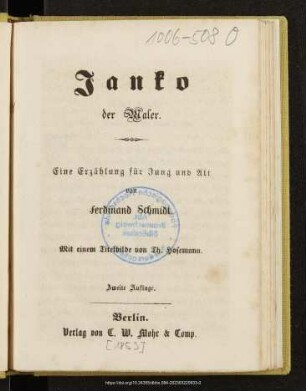 1006-508 O
Janko
der Maler.
Eine Erzählung für Jung und Alt
von
Ferdinand Schmidt.
Mit einem Titelbilde von Th. Hosemann.
Zweite Auflage.
Berlin.
Verlag von C. W. Mohr & Comp.
[1853]